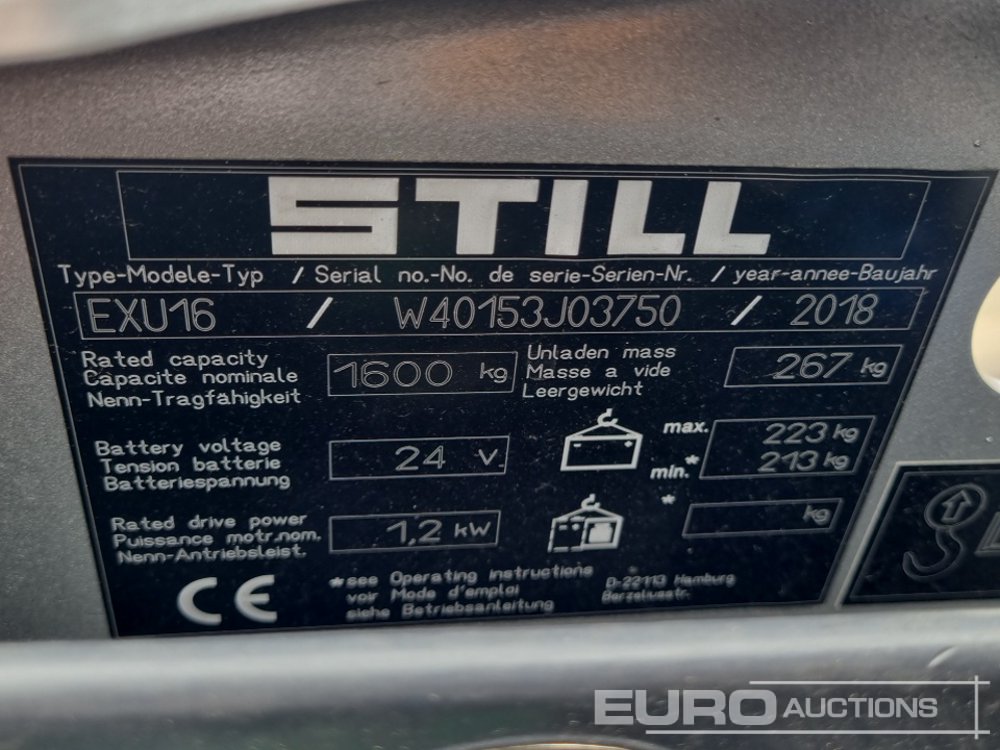 STILL
Type-Modele-Typ / Serial no.-No. de serie-Serien-Nr. / year-annee-Baujahr
EXU16 / W40153J03750 / 2018
Rated capacity
Capacite nominale
Nenn-Tragfähigkeit
1600 kg
Unladen mass
Masse a vide
Leergewicht
267 kg
Battery voltage
Tension batterie
Batteriespannung
24 V.
max. 223 kg
min.* 213 kg
Rated drive power
Puissance motr.nom.
Nenn-Antriebsleist.
1,2 kW
* kg
CE
*see Operating instructions
voir Mode d'emploi
siehe Betriebsanleitung
D-22113 Hamburg
Berzeliusstr.
EURO AUCTIONS